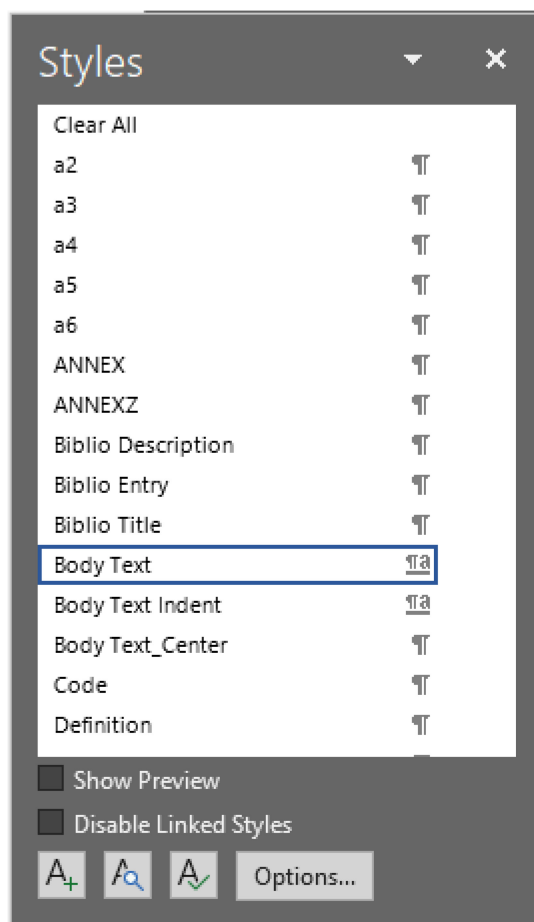 Styles
Clear All
a2 ¶
a3 ¶
a4 ¶
a5 ¶
a6 ¶
ANNEX ¶
ANNEXZ ¶
Biblio Description ¶
Biblio Entry ¶
Biblio Title ¶
Body Text ¶a
Body Text Indent ¶a
Body Text_Center ¶
Code ¶
Definition ¶
Show Preview
Disable Linked Styles
Options...